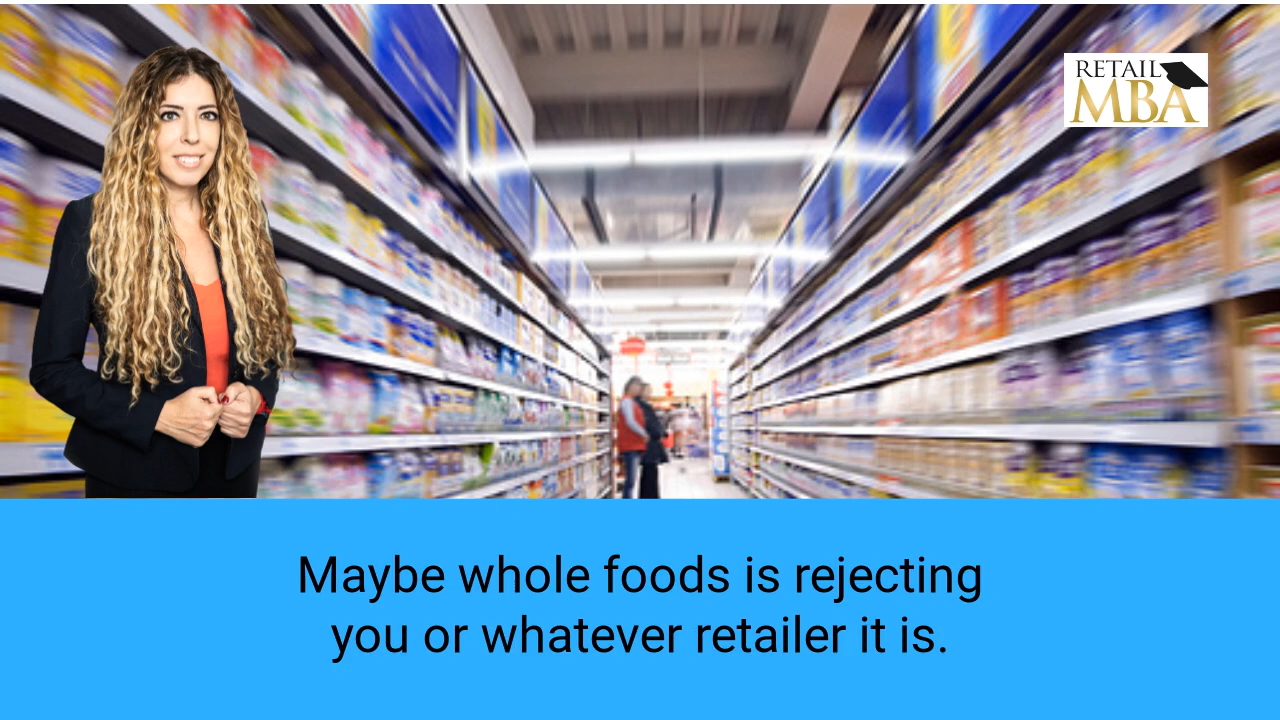 RETAIL
MBA
Maybe whole foods is rejecting
you or whatever retailer it is.